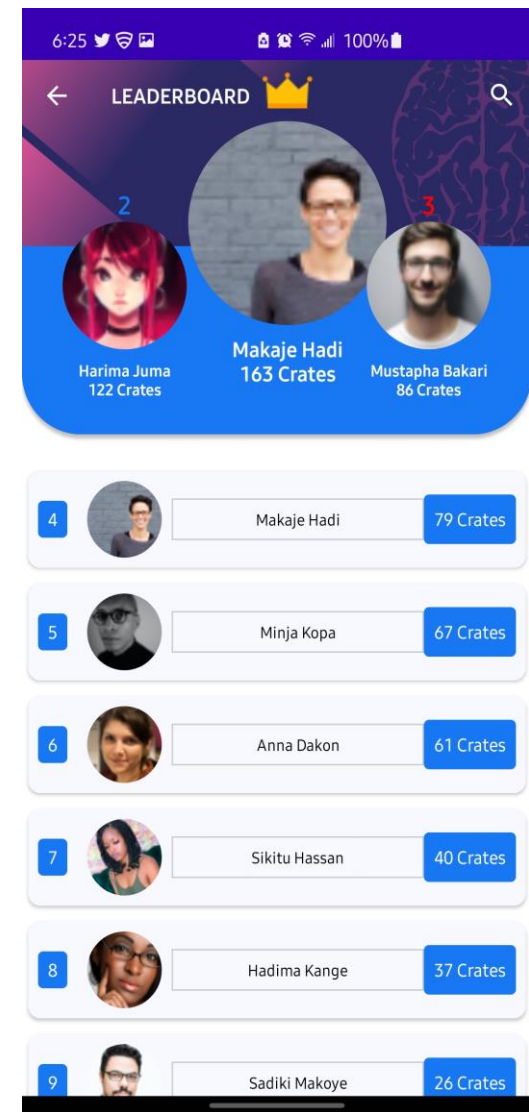 6:25 100%
LEADERBOARD
2
3
Makaje Hadi
163 Crates
Harima Juma
122 Crates
Mustapha Bakari
86 Crates
4 Makaje Hadi 79 Crates
5 Minja Kopa 67 Crates
6 Anna Dakon 61 Crates
7 Sikitu Hassan 40 Crates
8 Hadima Kange 37 Crates
9 Sadiki Makoye 26 Crates